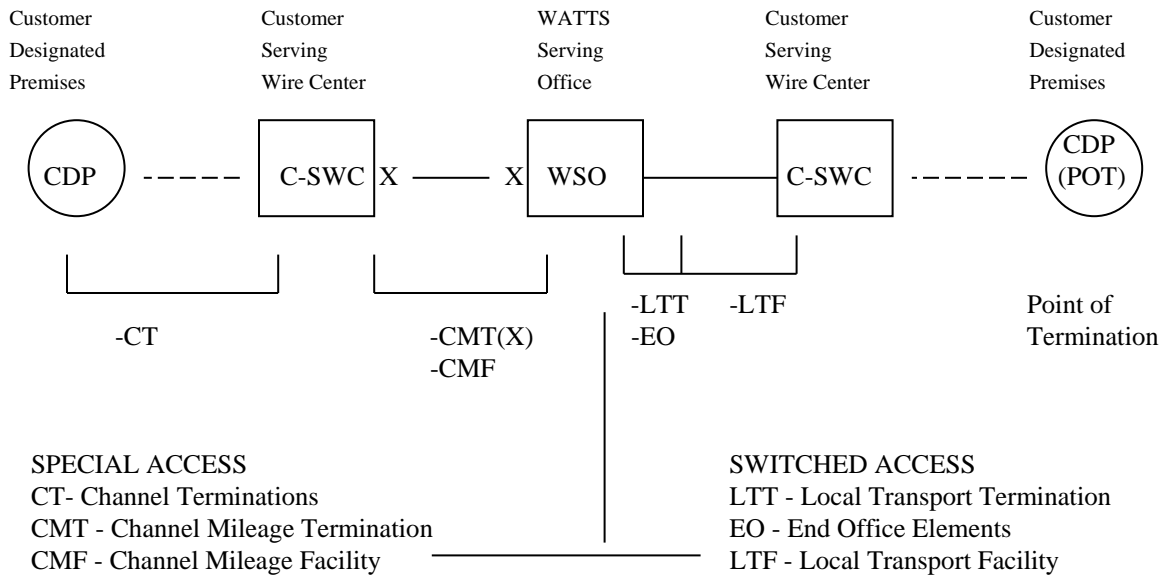 Customer Customer WATTS Customer Customer
Designated Serving Serving Serving Designated
Premises Wire Center Office Wire Center Premises
CDP C-SWC X X WSO C-SWC CDP
(POT)
-LTT -LTF Point of
-CT -CMT(X) -EO Termination
-CMF
SPECIAL ACCESS SWITCHED ACCESS
CT- Channel Terminations LTT - Local Transport Termination
CMT - Channel Mileage Termination EO - End Office Elements
CMF - Channel Mileage Facility LTF - Local Transport Facility